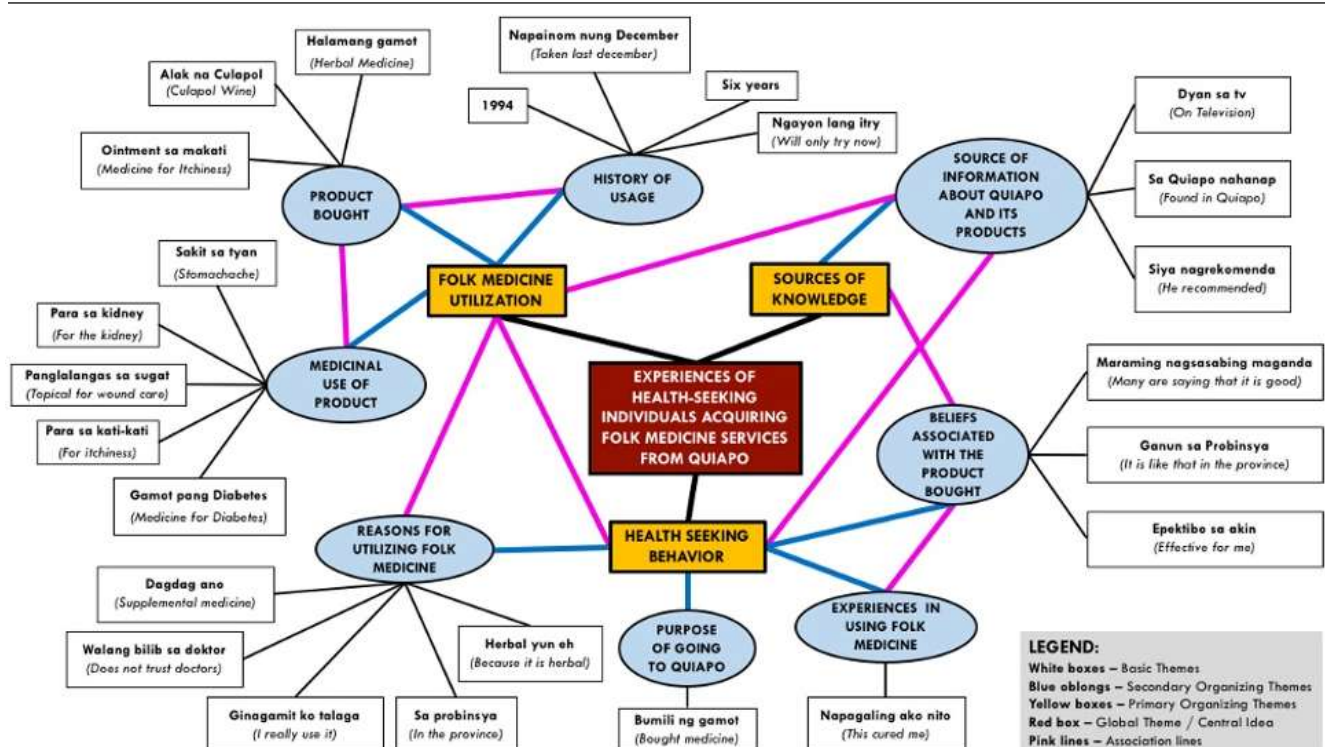 Halamang gamot
(Herbal Medicine)
Alak na Culapol
(Culapol Wine)
Ointment sa makati
(Medicine for Itchiness)
PRODUCT
BOUGHT
Napainom nung December
(Taken last december)
1994
Six years
Ngayon lang itry
(Will only try now)
HISTORY OF
USAGE
SOURCE OF
INFORMATION
ABOUT QUIAPO
AND ITS
PRODUCTS
Dyan sa tv
(On Television)
Sa Quiapo nahanap
(Found in Quiapo)
Siya nagrekomenda
(He recommended)
FOLK MEDICINE
UTILIZATION
SOURCES OF
KNOWLEDGE
Sakit sa tyan
(Stomachache)
Para sa kidney
(For the kidney)
Panglalangas sa sugat
(Topical for wound care)
Para sa kati-kati
(For itchiness)
Gamot pang Diabetes
(Medicine for Diabetes)
MEDICINAL
USE OF
PRODUCT
EXPERIENCES OF
HEALTH-SEEKING
INDIVIDUALS ACQUIRING
FOLK MEDICINE SERVICES
FROM QUIAPO
BELIEFS
ASSOCIATED
WITH THE
PRODUCT
BOUGHT
Maraming nagsasabing maganda
(Many are saying that it is good)
Ganun sa Probinsya
(It is like that in the province)
Epektibo sa akin
(Effective for me)
REASONS FOR
UTILIZING FOLK
MEDICINE
HEALTH SEEKING
BEHAVIOR
Dagdag ano
(Supplemental medicine)
Walang bilib sa doktor
(Does not trust doctors)
Ginagamit ko talaga
(I really use it)
Sa probinsya
(In the province)
Herbal yun eh
(Because it is herbal)
PURPOSE
OF GOING
TO QUIAPO
Bumili ng gamot
(Bought medicine)
EXPERIENCES IN
USING FOLK
MEDICINE
Napagaling ako nito
(This cured me)
LEGEND:
White boxes – Basic Themes
Blue oblongs – Secondary Organizing Themes
Yellow boxes – Primary Organizing Themes
Red box – Global Theme / Central Idea
Pink lines – Association lines